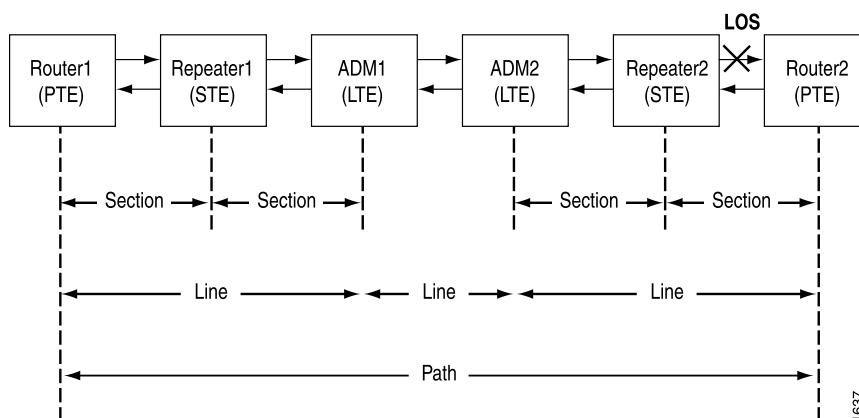 LOS
Router1
(PTE)
Repeater1
(STE)
ADM1
(LTE)
ADM2
(LTE)
Repeater2
(STE)
Router2
(PTE)
Section
Section
Section
Section
Line
Line
Line
Path
1637